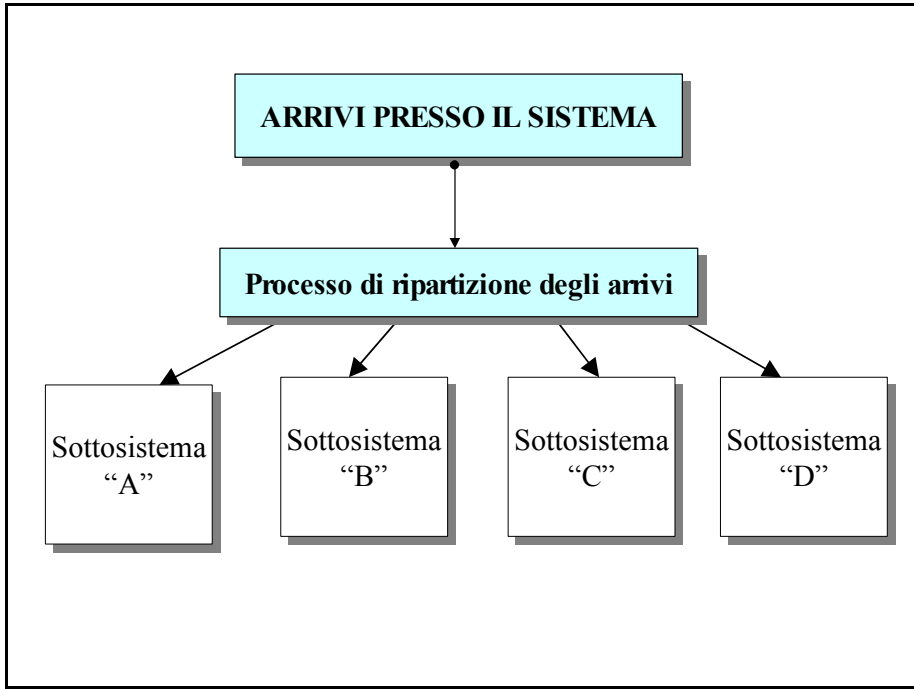 ARRIVI PRESSO IL SISTEMA
Processo di ripartizione degli arrivi
Sottosistema
“A”
Sottosistema
“B”
Sottosistema
“C”
Sottosistema
“D”